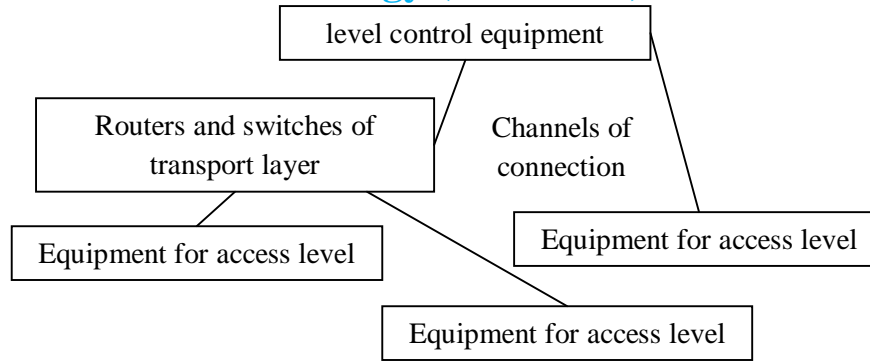 level control equipment
Routers and switches of
transport layer
Channels of
connection
Equipment for access level
Equipment for access level
Equipment for access level